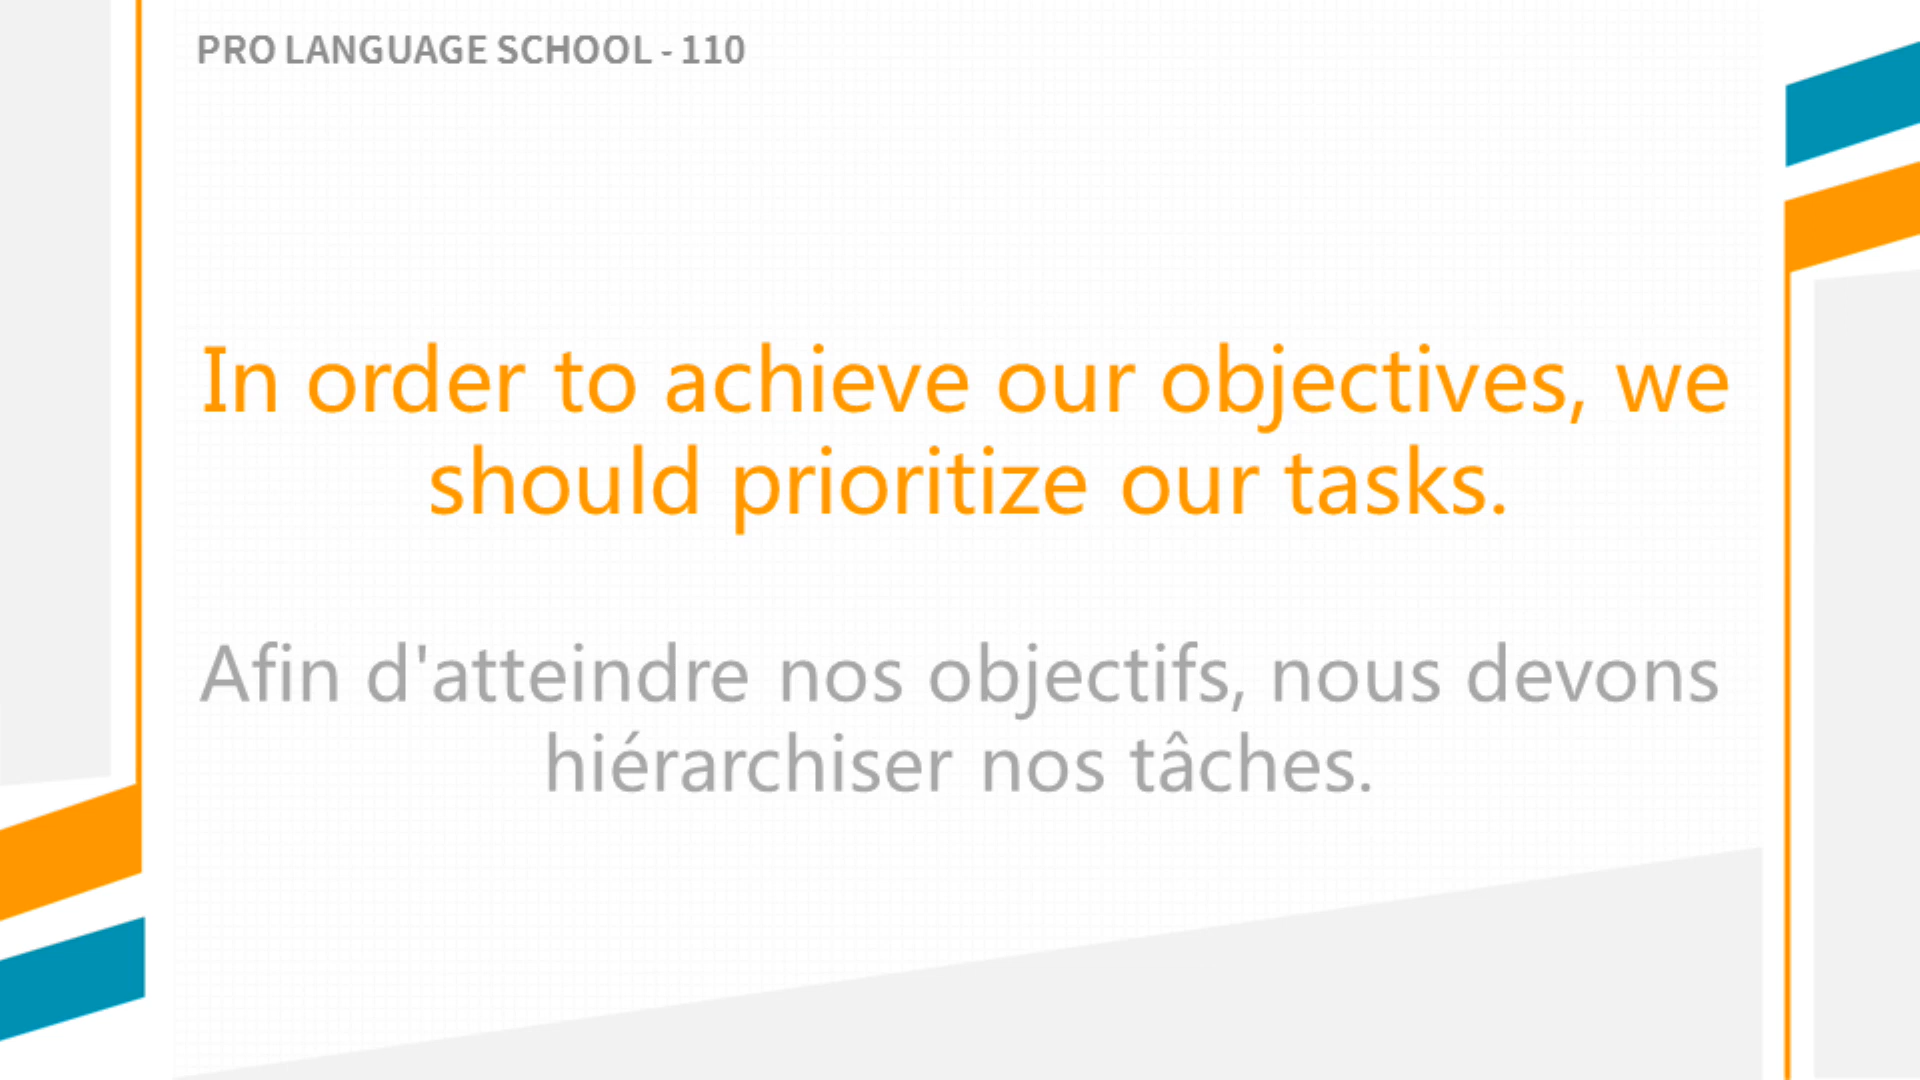 PRO LANGUAGE SCHOOL - 110
In order to achieve our objectives, we
should prioritize our tasks.
Afin d'atteindre nos objectifs, nous devons
hiérarchiser nos tâches.